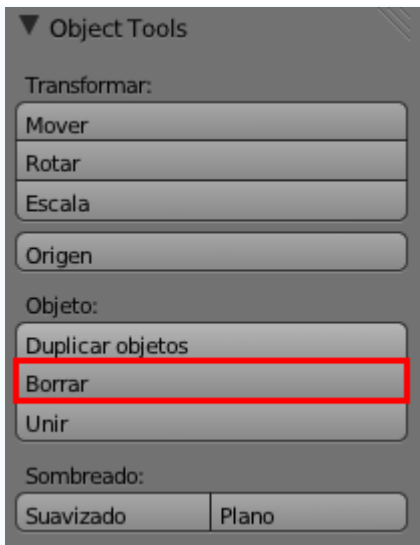 Object Tools
Transformar:
Mover
Rotar
Escala
Origen
Objeto:
Duplicar objetos
Borrar
Unir
Sombreado:
Suavizado Plano